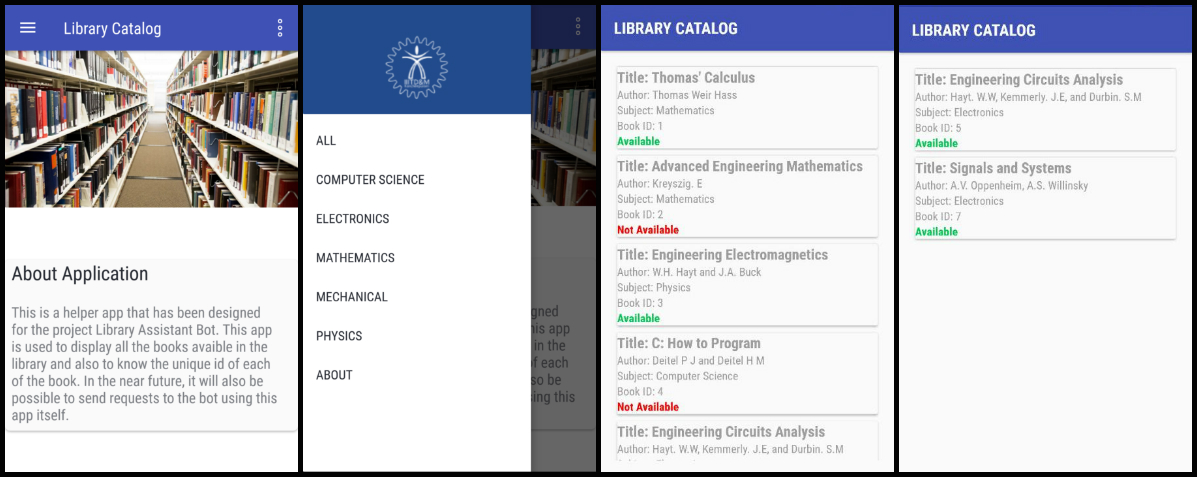 Library Catalog
About Application
This is a helper app that has been designed
for the project Library Assistant Bot. This app
is used to display all the books avaible in the
library and also to know the unique id of each
of the book. In the near future, it will also be
possible to send requests to the bot using this
app itself.
ALL
COMPUTER SCIENCE
ELECTRONICS
MATHEMATICS
MECHANICAL
PHYSICS
ABOUT
gned
his app
in the
of each
so be
ing this
LIBRARY CATALOG
Title: Thomas' Calculus
Author: Thomas Weir Hass
Subject: Mathematics
Book ID: 1
Available
Title: Advanced Engineering Mathematics
Author: Kreyszig. E
Subject: Mathematics
Book ID: 2
Not Available
Title: Engineering Electromagnetics
Author: W.H. Hayt and J.A. Buck
Subject: Physics
Book ID: 3
Available
Title: C: How to Program
Author: Deitel P J and Deitel H M
Subject: Computer Science
Book ID: 4
Not Available
Title: Engineering Circuits Analysis
Author: Hayt. W.W, Kemmerly. J.E, and Durbin. S.M
LIBRARY CATALOG
Title: Engineering Circuits Analysis
Author: Hayt. W.W, Kemmerly. J.E, and Durbin. S.M
Subject: Electronics
Book ID: 5
Available
Title: Signals and Systems
Author: A.V. Oppenheim, A.S. Willinsky
Subject: Electronics
Book ID: 7
Available